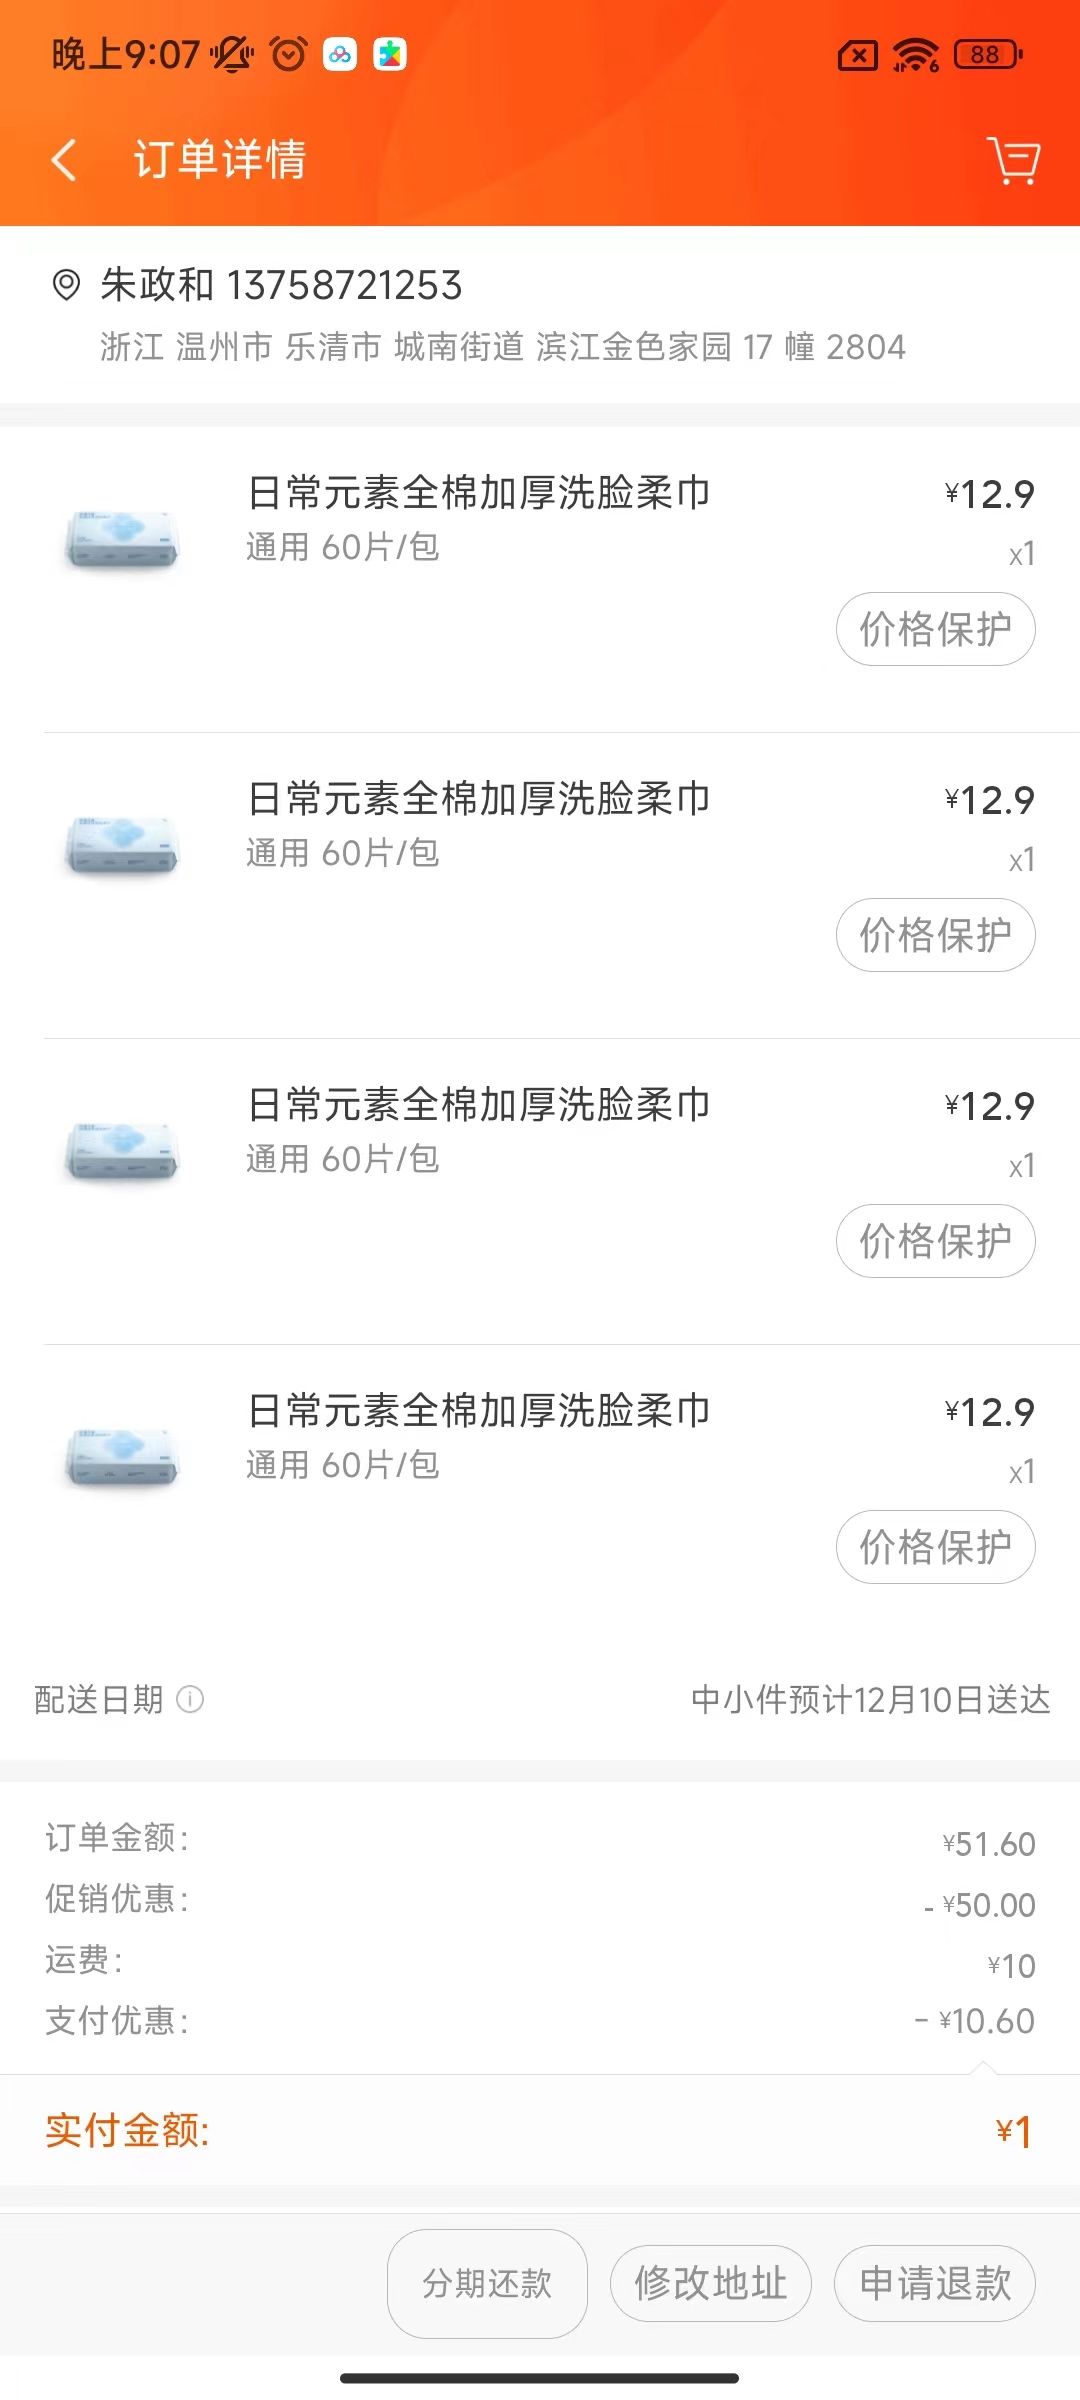 晚上9:07
88
订单详情
朱政和 13758721253
浙江 温州市 乐清市 城南街道 滨江金色家园 17 幢 2804
日常元素全棉加厚洗脸柔巾 ¥12.9
通用 60片/包 x1
价格保护
日常元素全棉加厚洗脸柔巾 ¥12.9
通用 60片/包 x1
价格保护
日常元素全棉加厚洗脸柔巾 ¥12.9
通用 60片/包 x1
价格保护
日常元素全棉加厚洗脸柔巾 ¥12.9
通用 60片/包 x1
价格保护
配送日期 中小件预计12月10日送达
订单金额: ¥51.60
促销优惠: - ¥50.00
运费: ¥10
支付优惠: - ¥10.60
实付金额: ¥1
分期还款 修改地址 申请退款